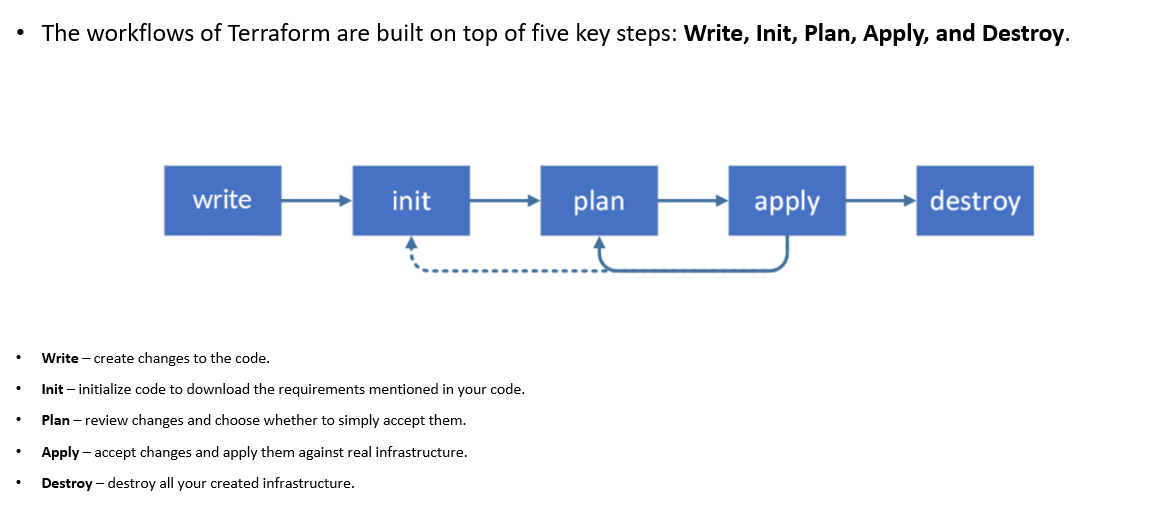 • The workflows of Terraform are built on top of five key steps: Write, Init, Plan, Apply, and Destroy.
write
init
plan
apply
destroy
• Write – create changes to the code.
• Init – initialize code to download the requirements mentioned in your code.
• Plan – review changes and choose whether to simply accept them.
• Apply – accept changes and apply them against real infrastructure.
• Destroy – destroy all your created infrastructure.